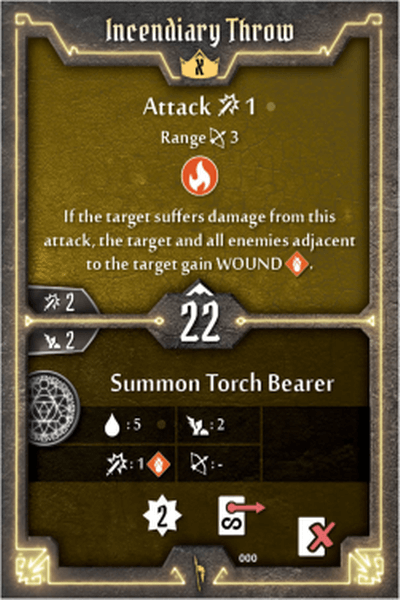 Incendiary Throw
X
Attack 1
Range 3
If the target suffers damage from this
attack, the target and all enemies adjacent
to the target gain WOUND .
2
22
2
Summon Torch Bearer
:5 :2
:1 :-
2
000